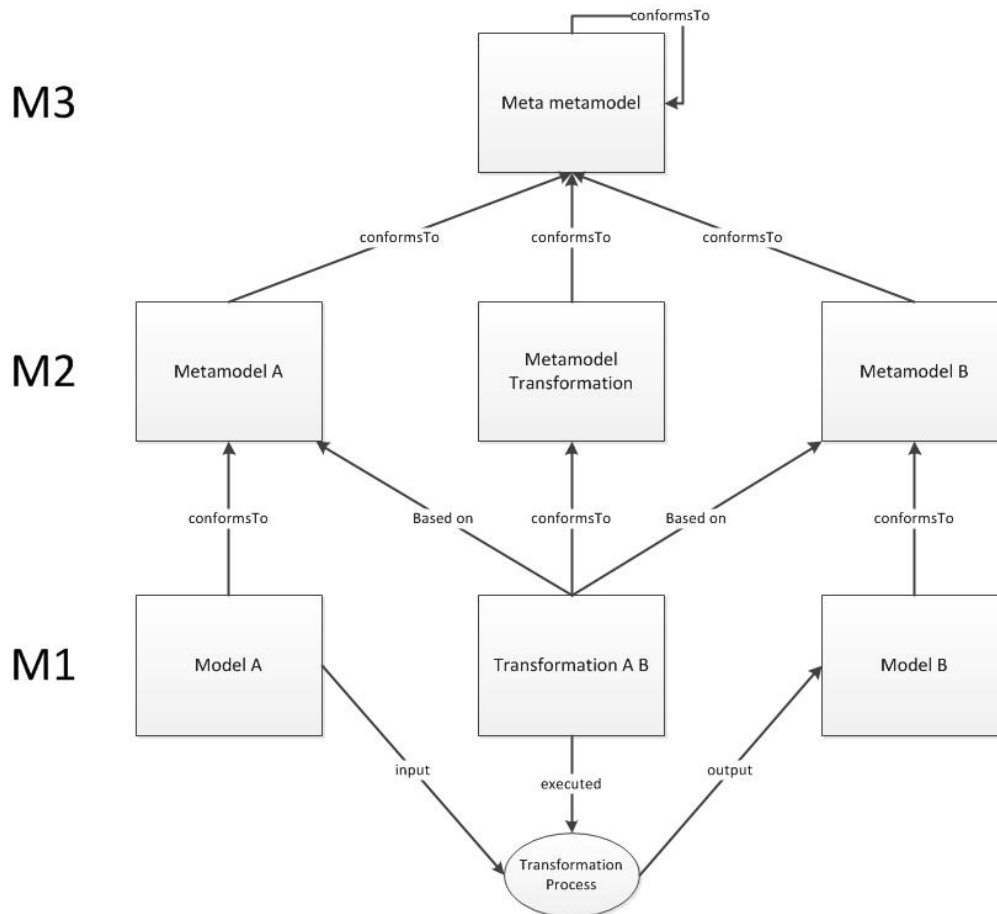 conformsTo
M3
Meta metamodel
conformsTo
conformsTo
conformsTo
M2
Metamodel A
Metamodel
Transformation
Metamodel B
conformsTo
Based on
conformsTo
Based on
conformsTo
M1
Model A
Transformation A B
Model B
input
executed
output
Transformation
Process